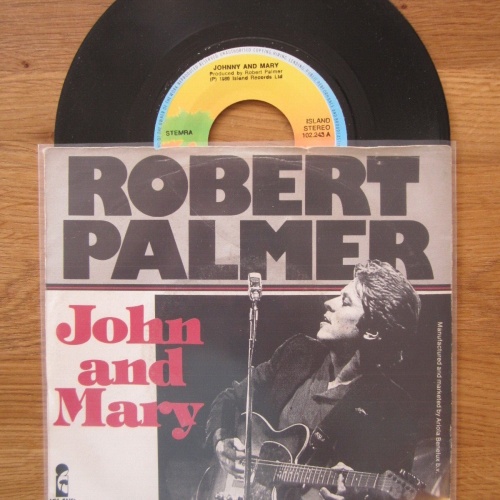 JOHNNY AND MARY
Produced by Robert Palmer
(P) 1980 Island Records Ltd
STEMRA
ISLAND
STEREO
102.243 A
ROBERT
PALMER
John
and
Mary
Manufactured and marketed by Ariola Benelux b.v.